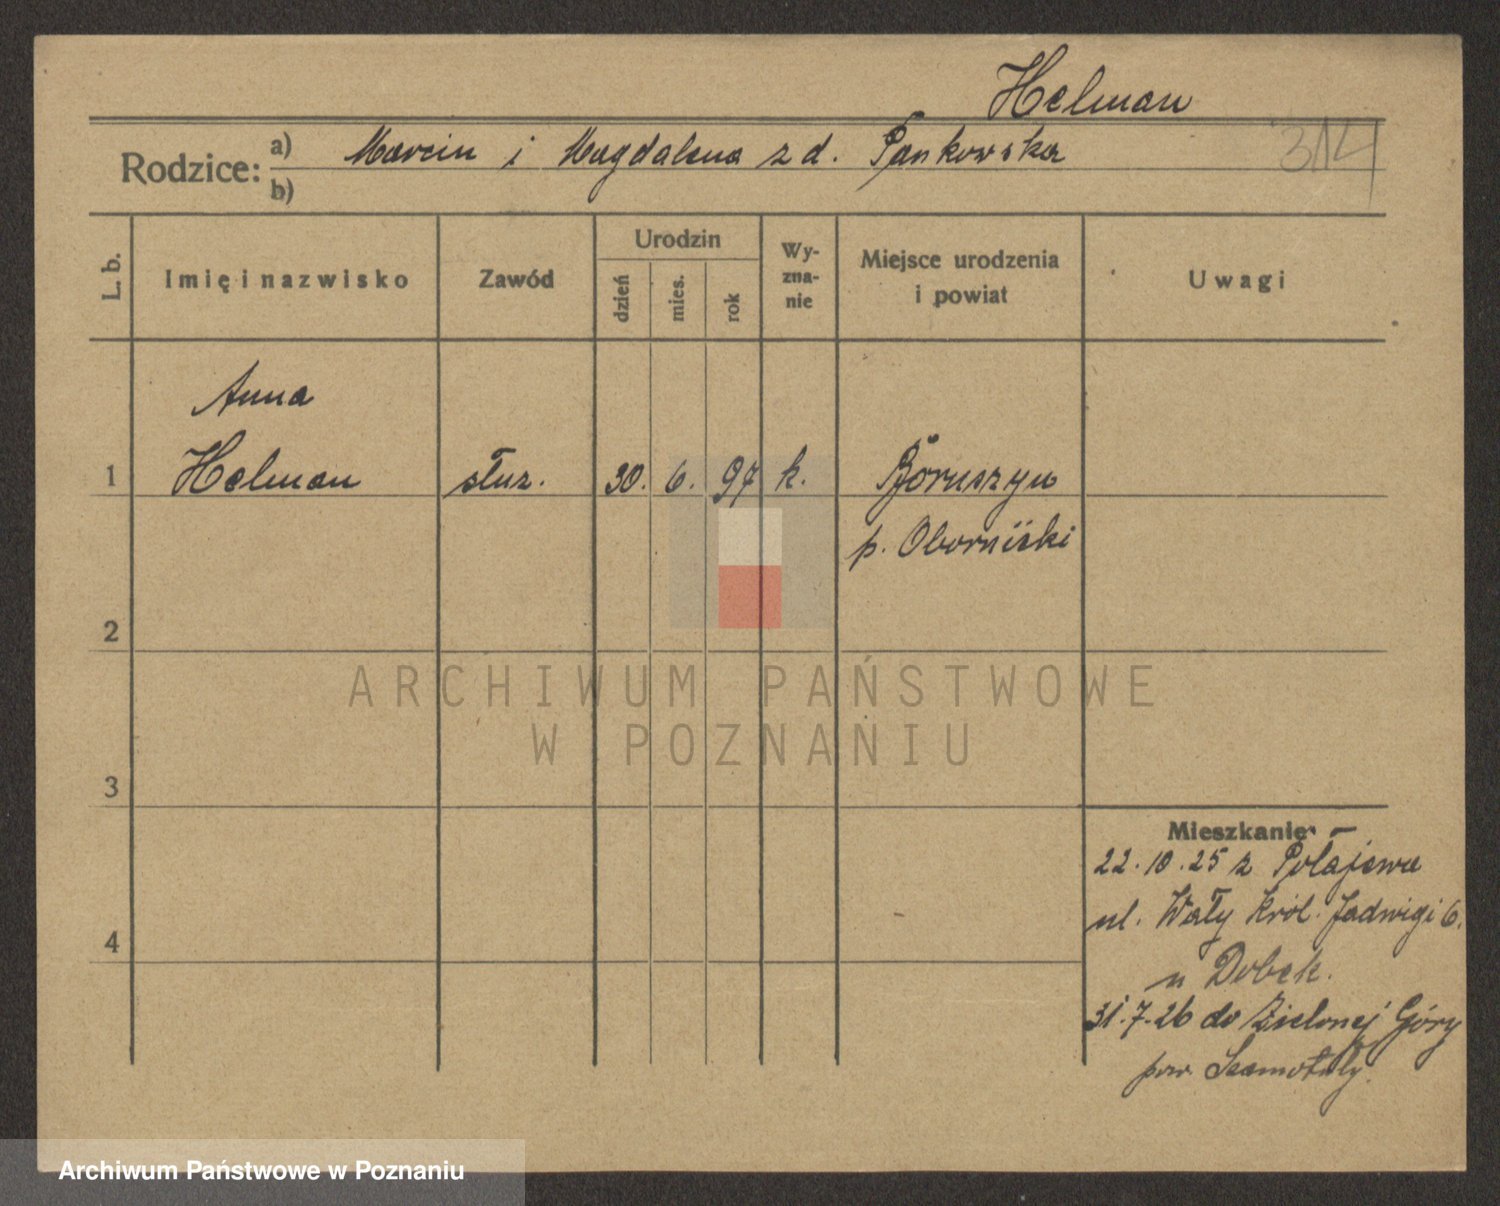 Helman
Rodzice: a) Marcin i Magdalena z d. Pankowska
314
b)
L. b. Imię i nazwisko Zawód Urodzin dzień mies. rok Wy-zna-nie Miejsce urodzenia i powiat Uwagi
Anna
1 Helman służ. 30. 6. 97 k. Boruszyn
p. Obornicki
2
ARCHIWUM PAŃSTWOWE
W POZNANIU
3
Mieszkanie
22.10.25 z Połajewa
4 ul. Wały Król. Jadwigi 6.
u Dobek.
31.7.26 do Zielonej Góry
pow. Szamotuły.
Archiwum Państwowe w Poznaniu